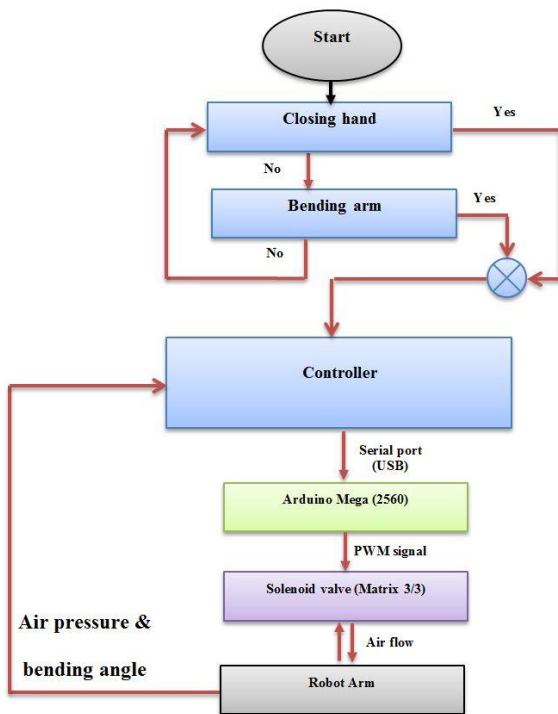 Start
Closing hand
Yes
No
Bending arm
Yes
No
Controller
Serial port
(USB)
Arduino Mega (2560)
PWM signal
Solenoid valve (Matrix 3/3)
Air flow
Air pressure &
bending angle
Robot Arm